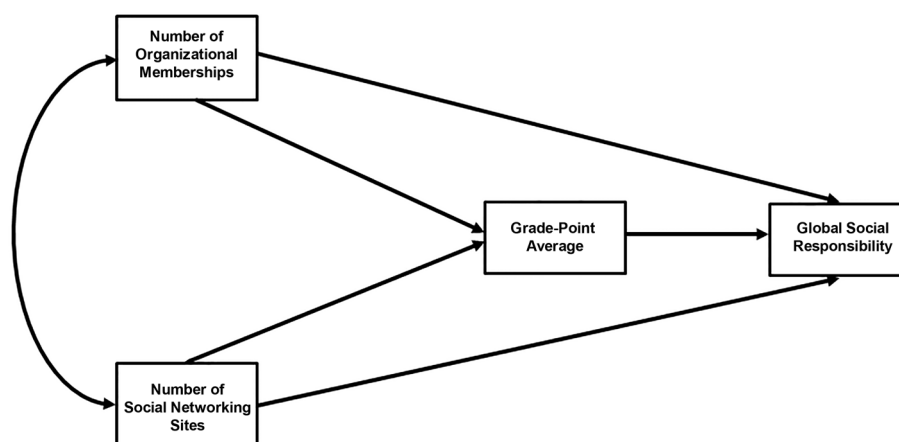 Number of
Organizational
Memberships
Grade-Point
Average
Global Social
Responsibility
Number of
Social Networking
Sites